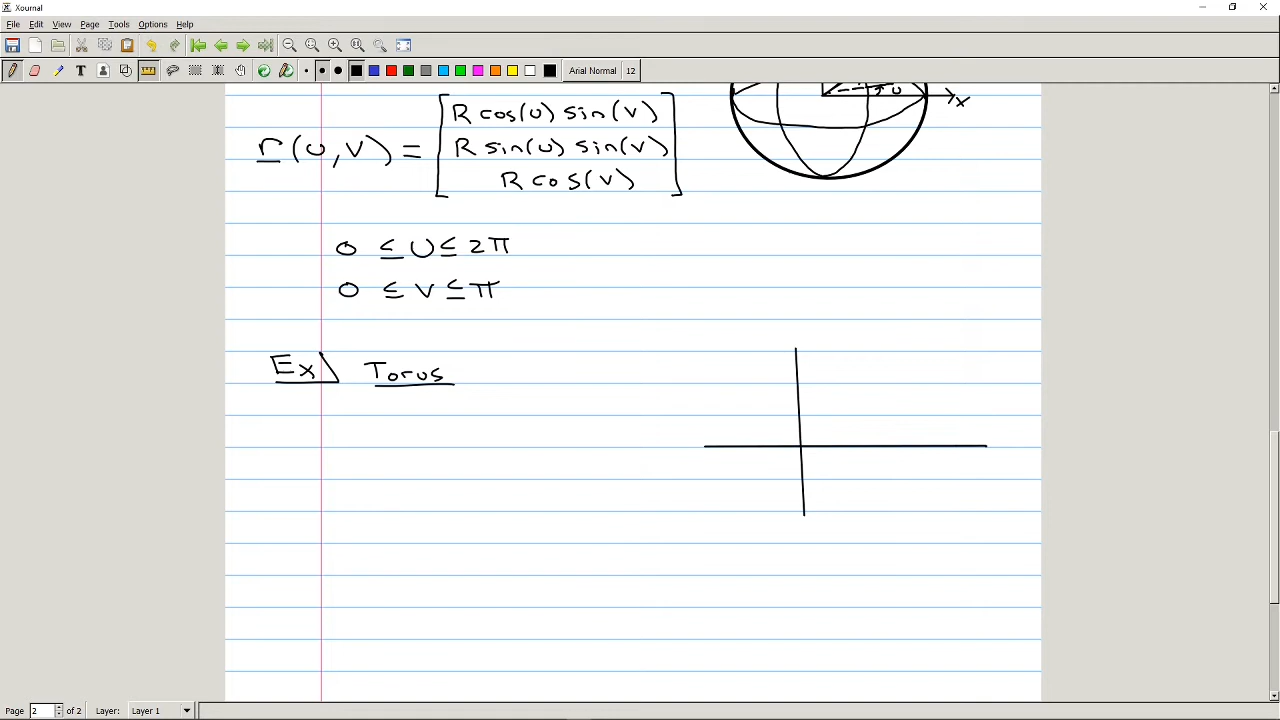 Xournal
File Edit View Page Tools Options Help
Arial Normal 12
U
X
r(U,V) = [R cos(U) sin(V)
R sin(U) sin(V)
R cos(V)]
0 ≤ U ≤ 2π
0 ≤ V ≤ π
Ex Torus
Page 2 of 2 Layer: Layer 1